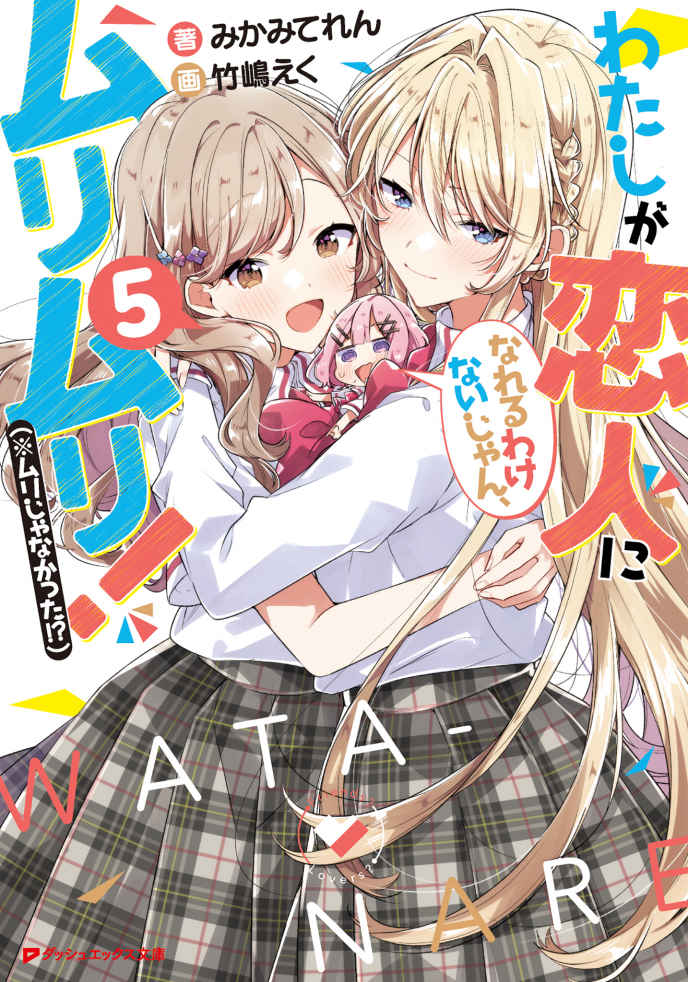 わたしが
恋人に
なれるわけ
ないじゃん、
ムリムリ!
(※ムリじゃなかった!?)
5
著 みかみてれん
画 竹嶋えく
WATA-
NARE
Lovers?
ダッシュエックス文庫